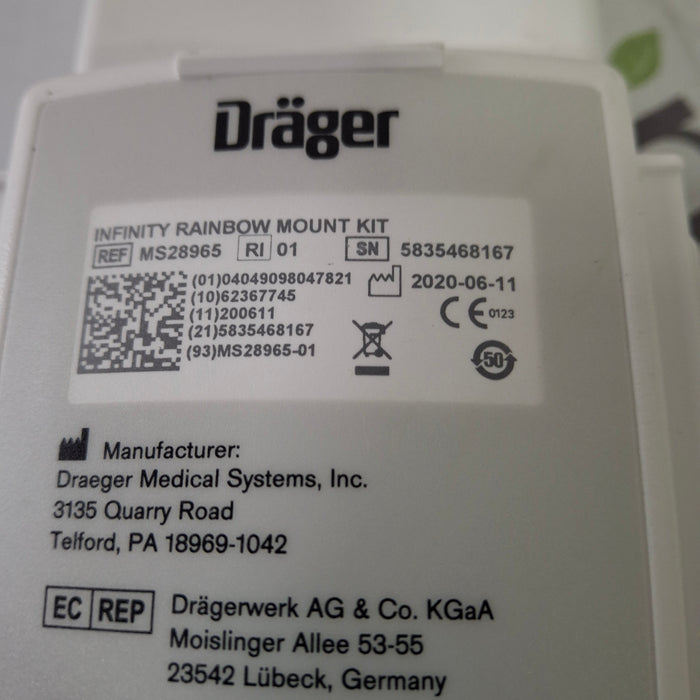 Dräger
INFINITY RAINBOW MOUNT KIT
REF MS28965 RI 01 SN 5835468167
(01)04049098047821 2020-06-11
(10)62367745
(11)200611 CE 0123
(21)5835468167
(93)MS28965-01 50
Manufacturer:
Draeger Medical Systems, Inc.
3135 Quarry Road
Telford, PA 18969-1042
EC REP Drägerwerk AG & Co. KGaA
Moislinger Allee 53-55
23542 Lübeck, Germany